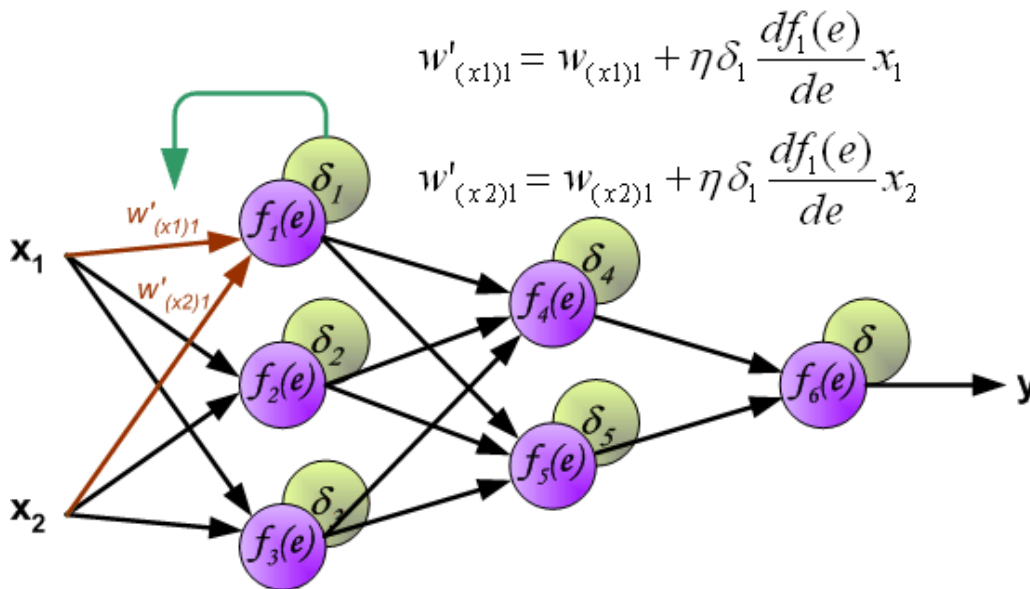 w'(x1)1 = w(x1)1 + ηδ1 df1(e)/de x1
w'(x2)1 = w(x2)1 + ηδ1 df1(e)/de x2
δ1
f1(e)
w'(x1)1
x1
w'(x2)1
δ4
f4(e)
δ2
f2(e)
δ
f6(e)
y
δ5
f5(e)
x2
δ3
f3(e)